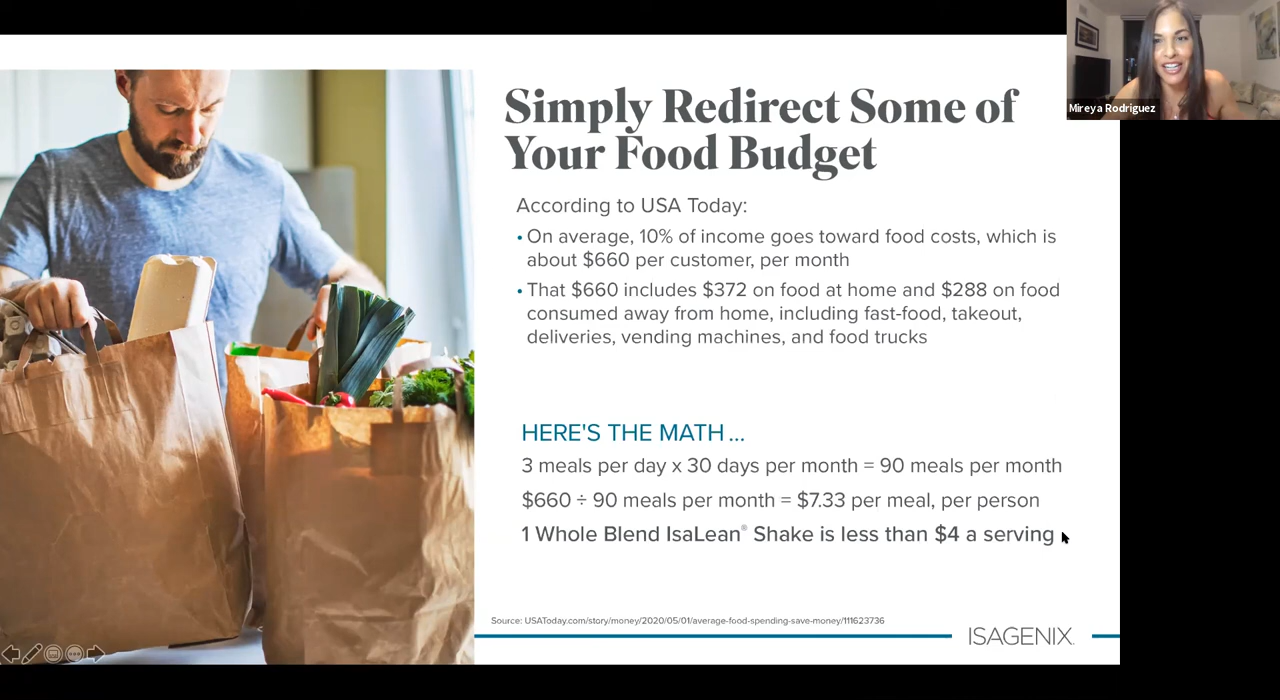 Mireya Rodriguez
Simply Redirect Some of
Your Food Budget
According to USA Today:
• On average, 10% of income goes toward food costs, which is
about $660 per customer, per month
• That $660 includes $372 on food at home and $288 on food
consumed away from home, including fast-food, takeout,
deliveries, vending machines, and food trucks
HERE'S THE MATH...
3 meals per day x 30 days per month = 90 meals per month
$660 ÷ 90 meals per month = $7.33 per meal, per person
1 Whole Blend IsaLean® Shake is less than $4 a serving
Source: USAToday.com/story/money/2020/05/01/average-food-spending-save-money/111623736
ISAGENIX.